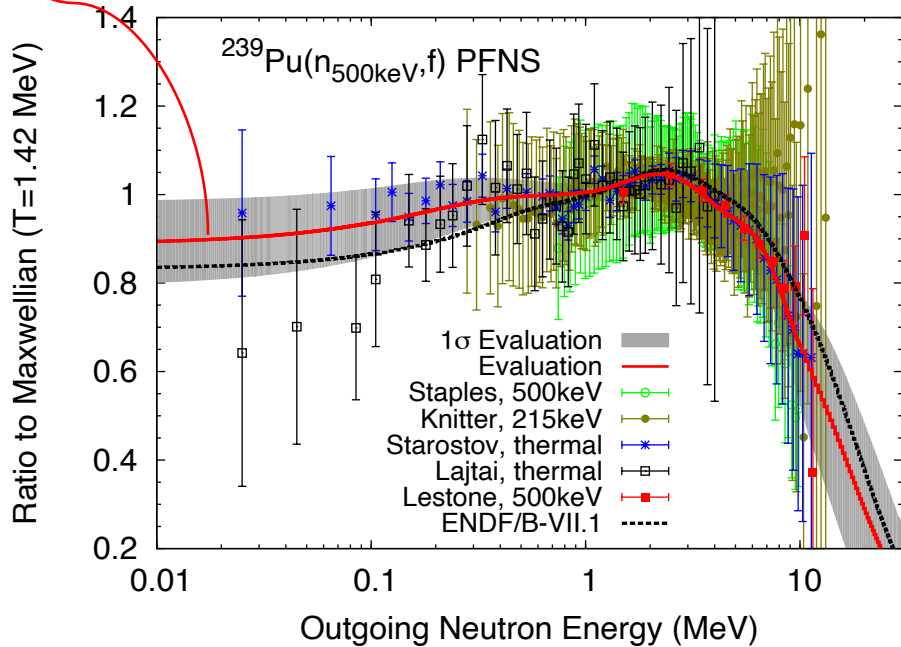 ²³⁹Pu(n₅₀₀ₖₑᵥ,f) PFNS
Ratio to Maxwellian (T=1.42 MeV)
1.4
1.2
1
0.8
0.6
0.4
0.2
1σ Evaluation
Evaluation
Staples, 500keV
Knitter, 215keV
Starostov, thermal
Lajtai, thermal
Lestone, 500keV
ENDF/B-VII.1
0.01 0.1 1 10
Outgoing Neutron Energy (MeV)